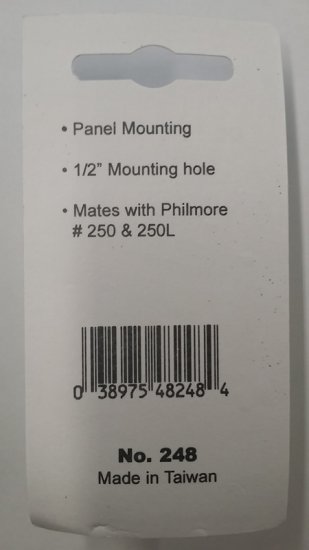 • Panel Mounting
• 1/2" Mounting hole
• Mates with Philmore
# 250 & 250L
0 38975 48248 4
No. 248
Made in Taiwan